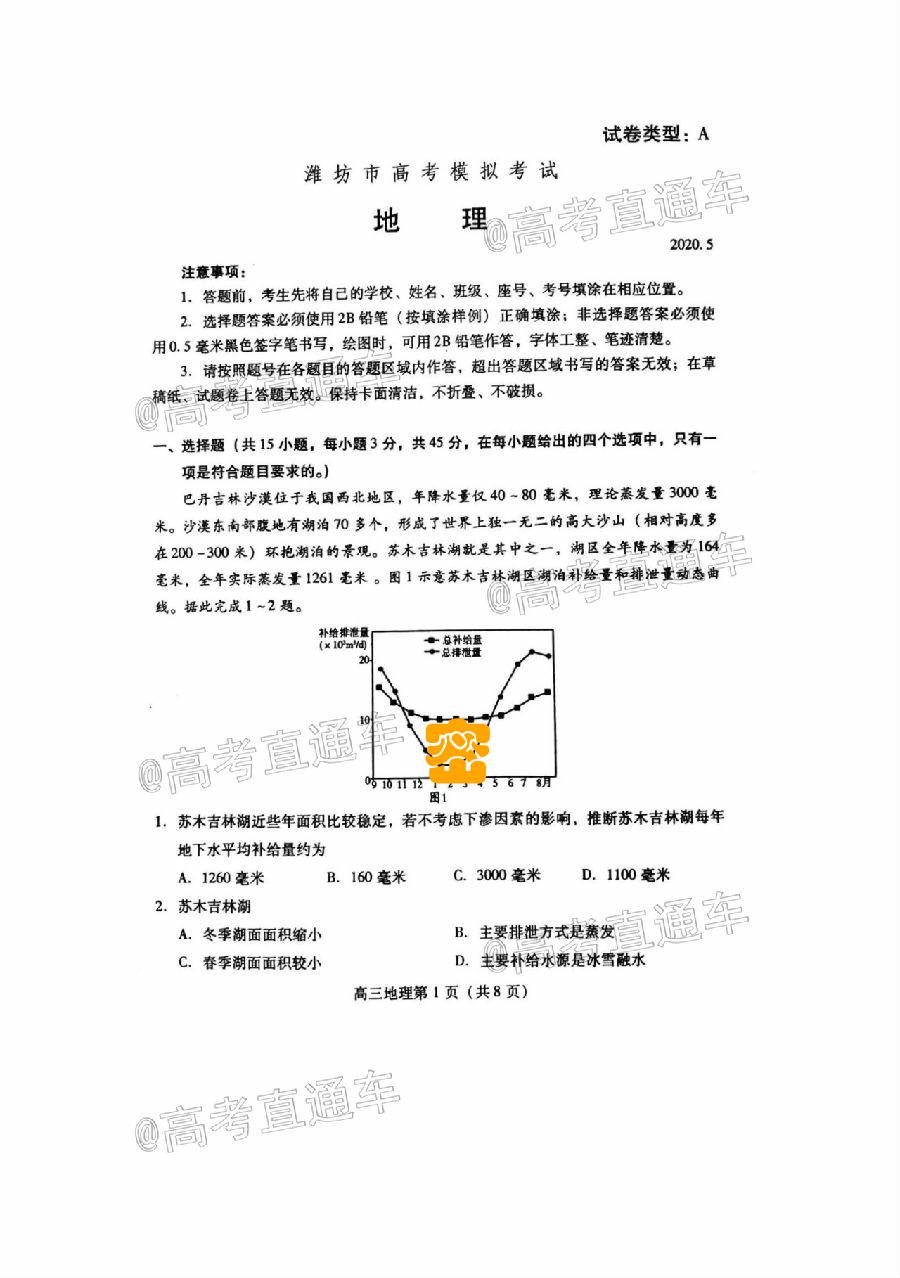 试卷类型：A
潍坊市高考模拟考试
地 理
@高考直通车
2020.5
注意事项：
1. 答题前，考生先将自己的学校、姓名、班级、座号、考号填涂在相应位置。
2. 选择题答案必须使用2B铅笔（按填涂样例）正确填涂；非选择题答案必须使
用0.5毫米黑色签字笔书写，绘图时，可用2B铅笔作答，字体工整、笔迹清楚。
3. 请按照题号在各题目的答题区域内作答，超出答题区域书写的答案无效；在草
稿纸、试题卷上答题无效。保持卡面清洁，不折叠、不破损。
@高考直通车
一、选择题（共15小题，每小题3分，共45分，在每小题给出的四个选项中，只有一
项是符合题目要求的。）
巴丹吉林沙漠位于我国西北地区，年降水量仅40~80毫米，理论蒸发量3000毫
米。沙漠东南部腹地有湖泊70多个，形成了世界上独一无二的高大沙山（相对高度多
在200-300米）环抱湖泊的景观。苏木吉林湖就是其中之一，湖区全年降水量为164
毫米，全年实际蒸发量1261毫米。图1示意苏木吉林湖区湖泊补给量和排泄量动态曲
线。据此完成1~2题。
@高考直通车
补给排泄量
(×10³m³/d)
总补给量
总排泄量
20
10
0
9 10 11 12 1 2 3 4 5 6 7 8月
图1
@高考直通车
1. 苏木吉林湖近些年面积比较稳定，若不考虑下渗因素的影响，推断苏木吉林湖每年
地下水平均补给量约为
A. 1260毫米 B. 160毫米 C. 3000毫米 D. 1100毫米
2. 苏木吉林湖
A. 冬季湖面面积缩小 B. 主要排泄方式是蒸发
C. 春季湖面面积较小 D. 主要补给水源是冰雪融水
@高考直通车
高三地理第1页（共8页）
@高考直通车